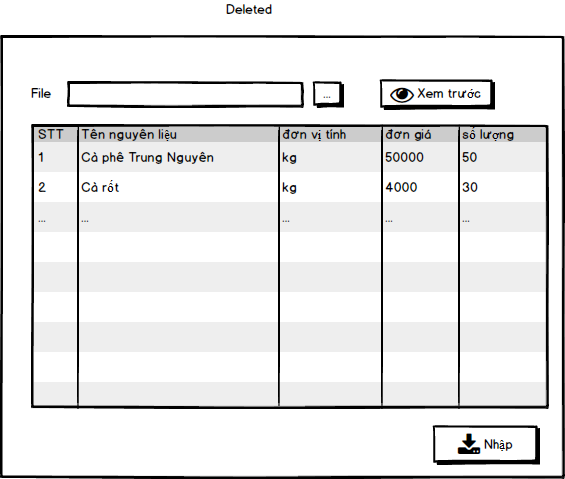 Deleted
File ... Xem trước
STT Tên nguyên liệu đơn vị tính đơn giá số lượng
1 Cà phê Trung Nguyên kg 50000 50
2 Cà rốt kg 4000 30
... ... ... ... ...
Nhập